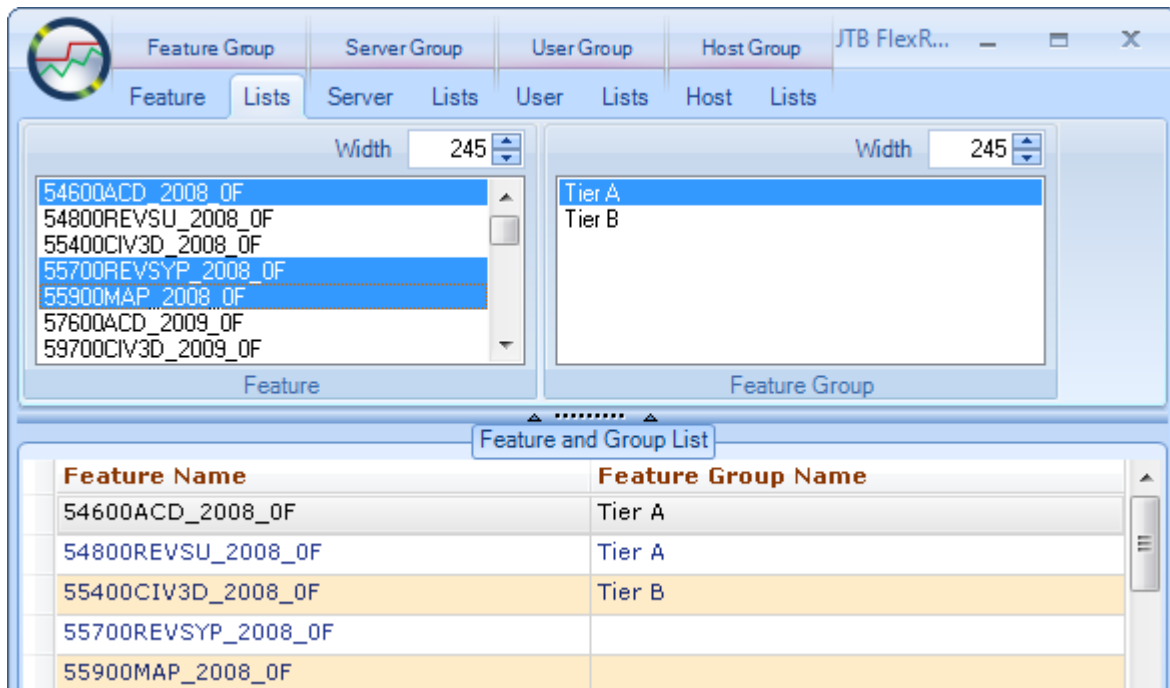 Feature Group Server Group User Group Host Group JTB FlexR...
Feature Lists Server Lists User Lists Host Lists
Width 245 Width 245
54600ACD_2008_0F
54800REVSU_2008_0F
55400CIV3D_2008_0F
55700REVSYP_2008_0F
55900MAP_2008_0F
57600ACD_2009_0F
59700CIV3D_2009_0F
Feature
Tier A
Tier B
Feature Group
Feature and Group List
Feature Name Feature Group Name
54600ACD_2008_0F Tier A
54800REVSU_2008_0F Tier A
55400CIV3D_2008_0F Tier B
55700REVSYP_2008_0F
55900MAP_2008_0F